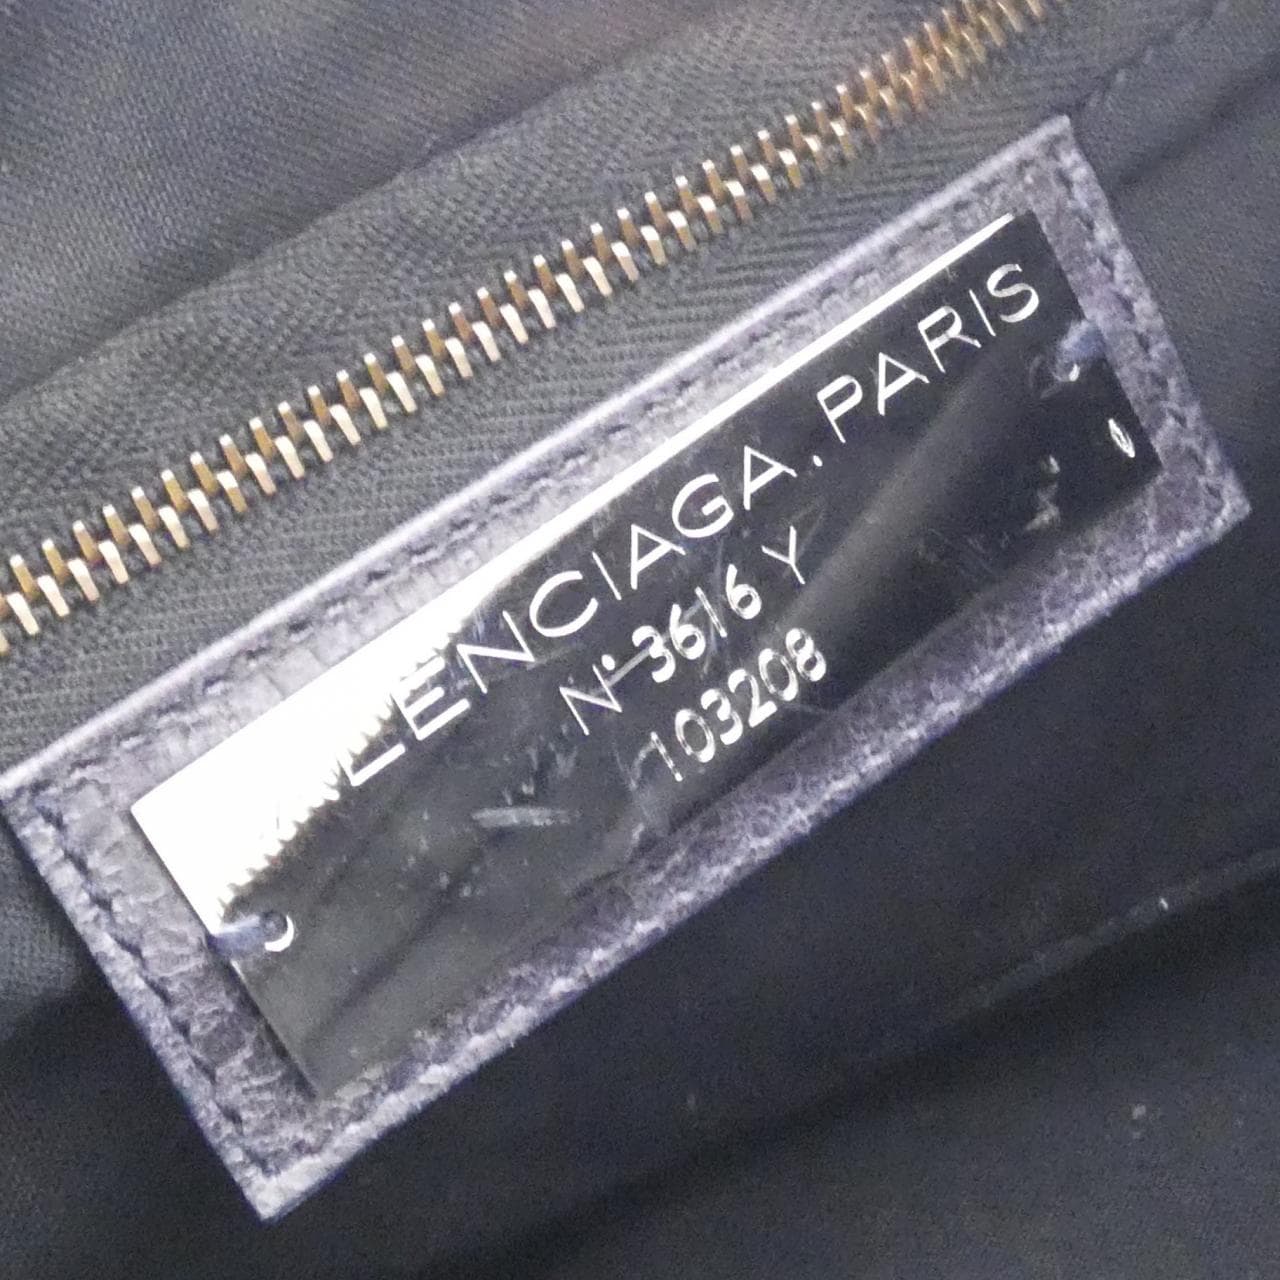 LENCIAGA.PARIS
N° 3616 Y
103208